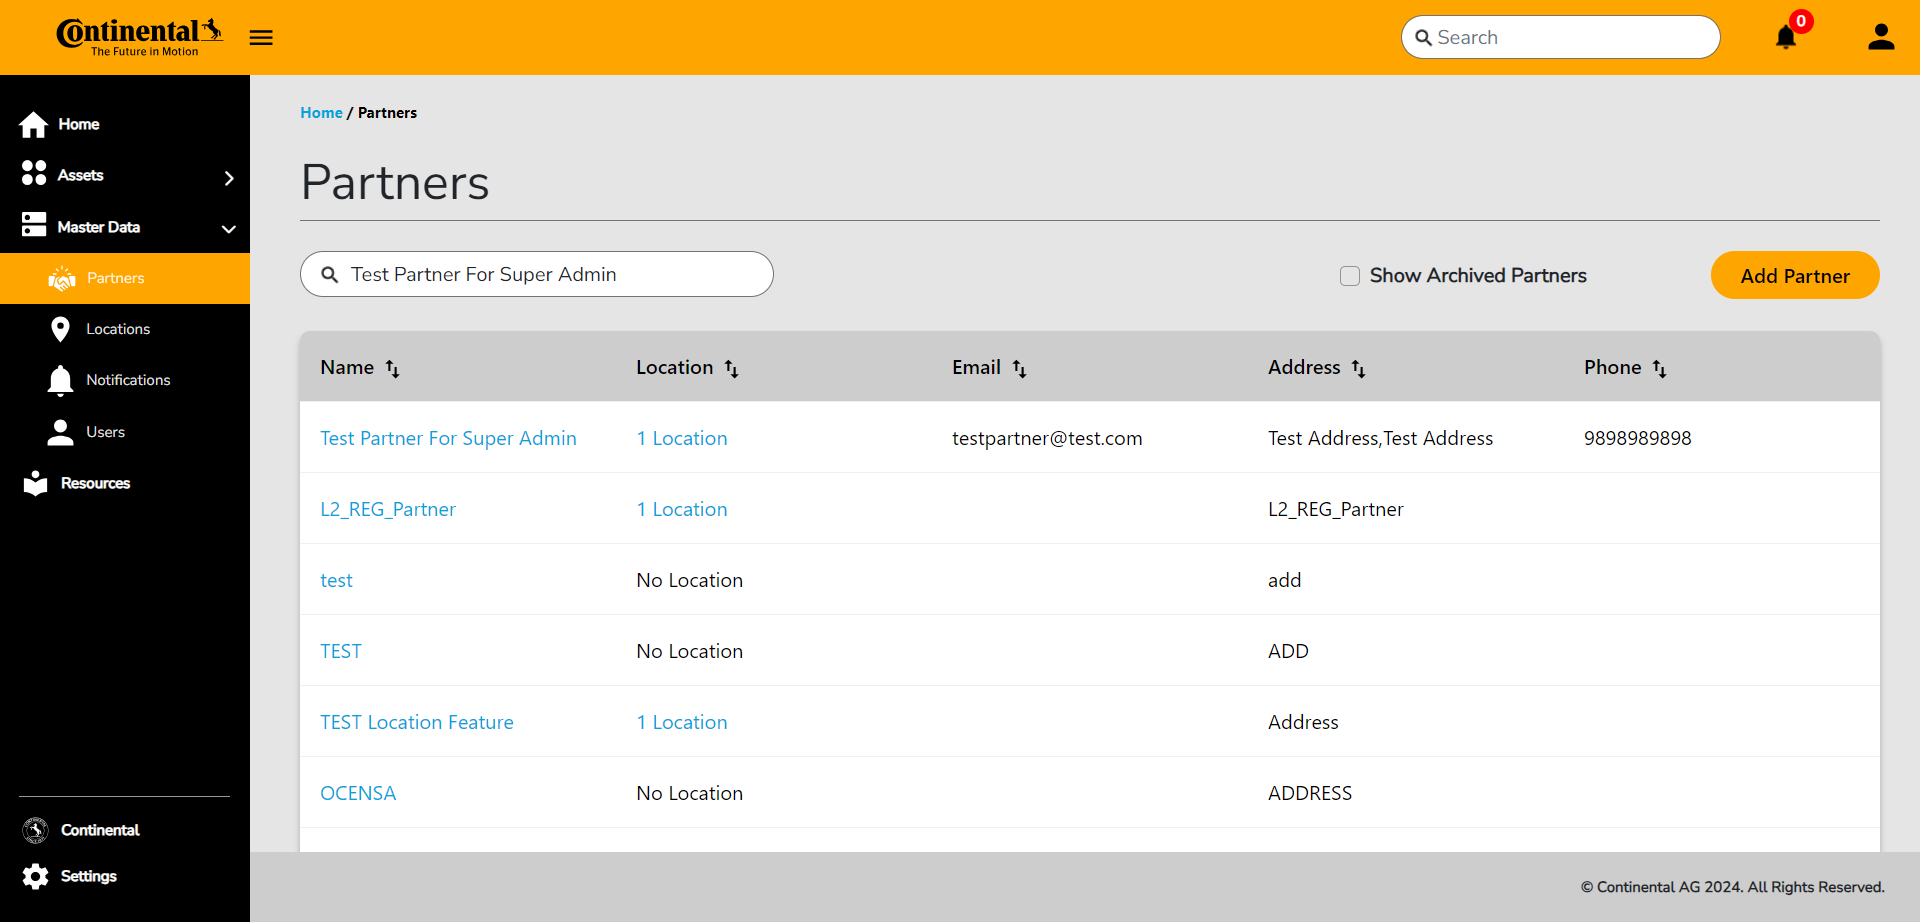 Continental
The Future in Motion
Search
0
Home
Assets
Master Data
Partners
Locations
Notifications
Users
Resources
Continental
Settings
Home / Partners
Partners
Test Partner For Super Admin
Show Archived Partners
Add Partner
Name Location Email Address Phone
Test Partner For Super Admin 1 Location testpartner@test.com Test Address,Test Address 9898989898
L2_REG_Partner 1 Location L2_REG_Partner
test No Location add
TEST No Location ADD
TEST Location Feature 1 Location Address
OCENSA No Location ADDRESS
© Continental AG 2024. All Rights Reserved.